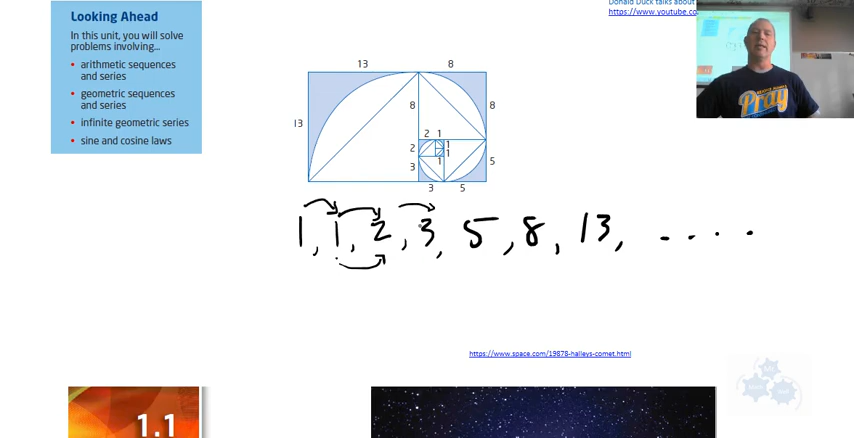 Looking Ahead
In this unit, you will solve
problems involving...
• arithmetic sequences
and series
• geometric sequences
and series
• infinite geometric series
• sine and cosine laws
Donald Duck talks about
https://www.youtube.co
Pray
13 8
13
8 8
2 1
2 1
1
1
3 5
3 5
1, 1, 2, 3, 5, 8, 13, .....
https://www.space.com/19878-halleys-comet.html
1.1